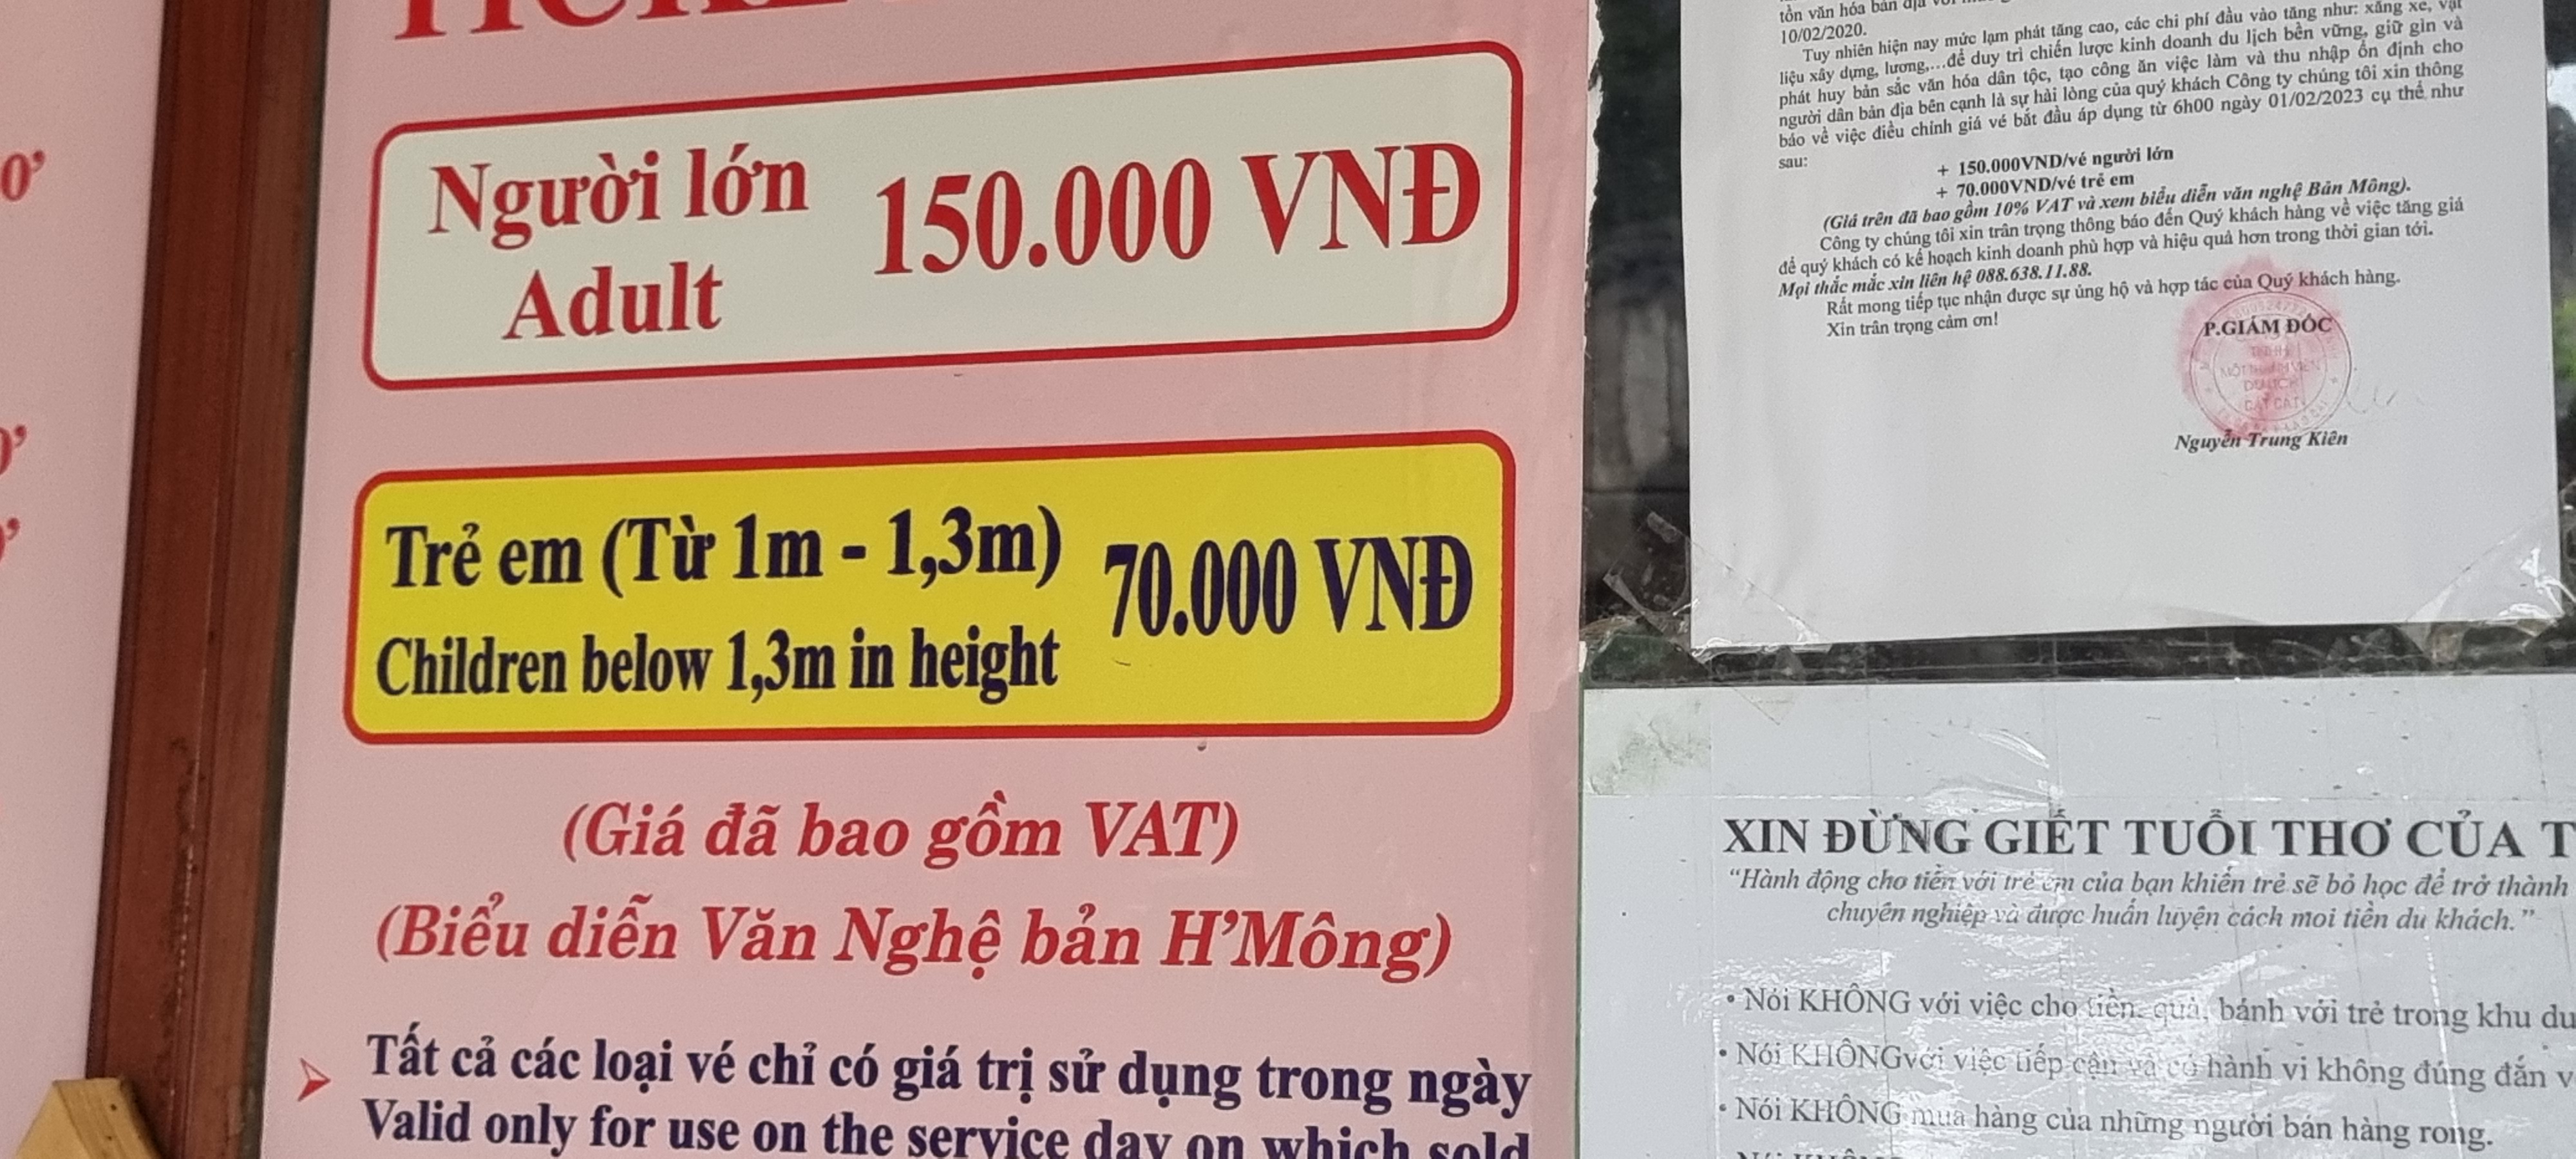 0’
Người lớn
Adult
150.000 VNĐ
Trẻ em (Từ 1m - 1,3m)
Children below 1,3m in height
70.000 VNĐ
(Giá đã bao gồm VAT)
(Biểu diễn Văn Nghệ bản H’Mông)
Tất cả các loại vé chỉ có giá trị sử dụng trong ngày
Valid only for use on the service day on which sold
tồn văn hóa bản địa
10/02/2020.
Tuy nhiên hiện nay mức lạm phát tăng cao, các chi phí đầu vào tăng như: xăng xe, vật
liệu xây dựng, lương,...để duy trì chiến lược kinh doanh du lịch bền vững, giữ gìn và
phát huy bản sắc văn hóa dân tộc, tạo công ăn việc làm và thu nhập ổn định cho
người dân bản địa bên cạnh là sự hài lòng của quý khách Công ty chúng tôi xin thông
báo về việc điều chỉnh giá vé bắt đầu áp dụng từ 6h00 ngày 01/02/2023 cụ thể như
sau:
+ 150.000VND/vé người lớn
+ 70.000VND/vé trẻ em
(Giá trên đã bao gồm 10% VAT và xem biểu diễn văn nghệ Bản Mông).
Công ty chúng tôi xin trân trọng thông báo đến Quý khách hàng về việc tăng giá
để quý khách có kế hoạch kinh doanh phù hợp và hiệu quả hơn trong thời gian tới.
Mọi thắc mắc xin liên hệ 088.638.11.88.
Rất mong tiếp tục nhận được sự ủng hộ và hợp tác của Quý khách hàng.
Xin trân trọng cảm ơn!
P.GIÁM ĐỐC
DU LỊCH
CÁT CÁT
Nguyễn Trung Kiên
XIN ĐỪNG GIẾT TUỔI THƠ CỦA T
“Hành động cho tiền với trẻ em của bạn khiến trẻ sẽ bỏ học để trở thành
chuyên nghiệp và được huấn luyện cách moi tiền du khách.”
• Nói KHÔNG với việc cho tiền, quà, bánh với trẻ trong khu du
• Nói KHÔNGvới việc tiếp cận và có hành vi không đúng đắn v
• Nói KHÔNG mua hàng của những người bán hàng rong.